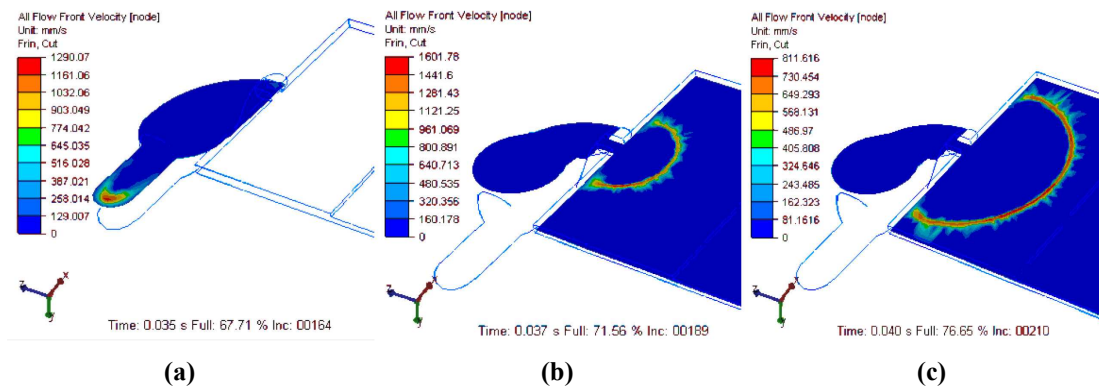 All Flow Front Velocity [node]
Unit: mm/s
Frin, Cut
1290.07
1161.06
1032.06
903.049
774.042
645.035
516.028
387.021
258.014
129.007
0
z
x
y
Time: 0.035 s Full: 67.71 % Inc: 00164
(a)
All Flow Front Velocity [node]
Unit: mm/s
Frin, Cut
1601.78
1441.6
1281.43
1121.25
961.069
800.891
640.713
480.535
320.356
160.178
0
z
x
y
Time: 0.037 s Full: 71.56 % Inc: 00189
(b)
All Flow Front Velocity [node]
Unit: mm/s
Frin, Cut
811.616
730.454
649.293
568.131
486.97
405.808
324.646
243.485
162.323
81.1616
0
z
x
y
Time: 0.040 s Full: 76.65 % Inc: 00210
(c)